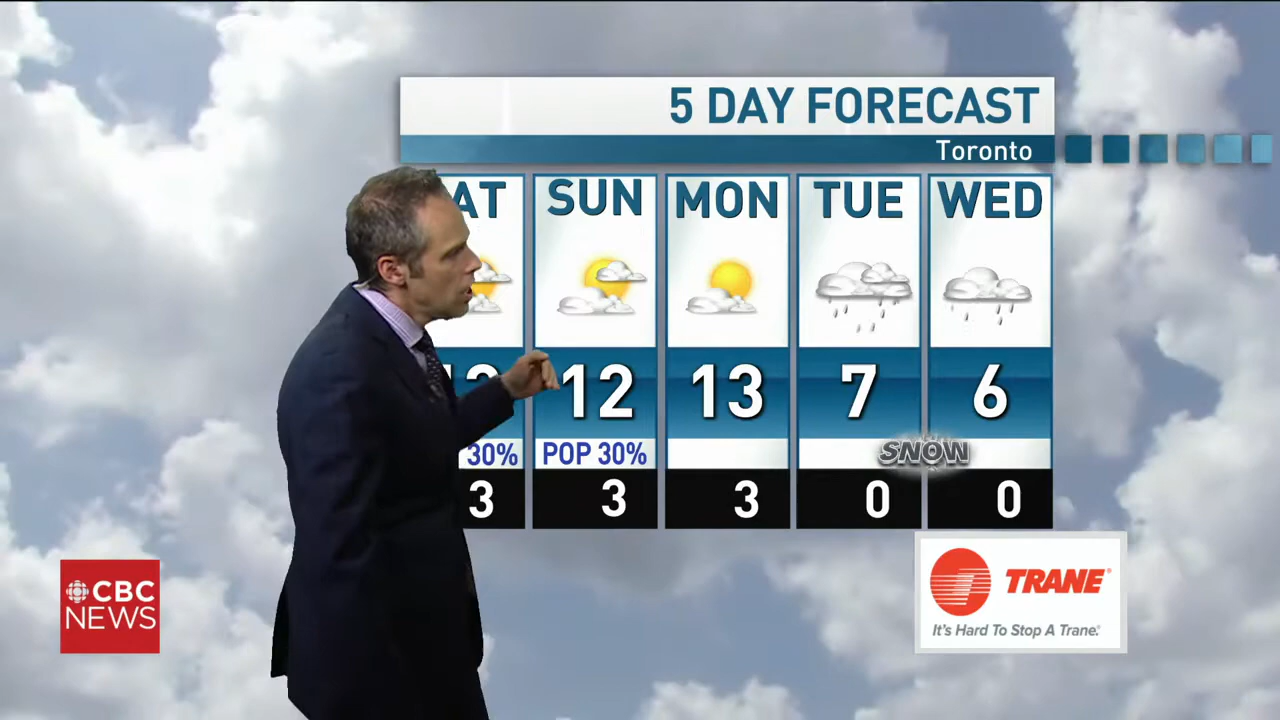 5 DAY FORECAST
Toronto
AT SUN MON TUE WED
12 13 7 6
30% POP 30% SNOW
3 3 3 0 0
CBC
NEWS
TRANE®
It's Hard To Stop A Trane.®